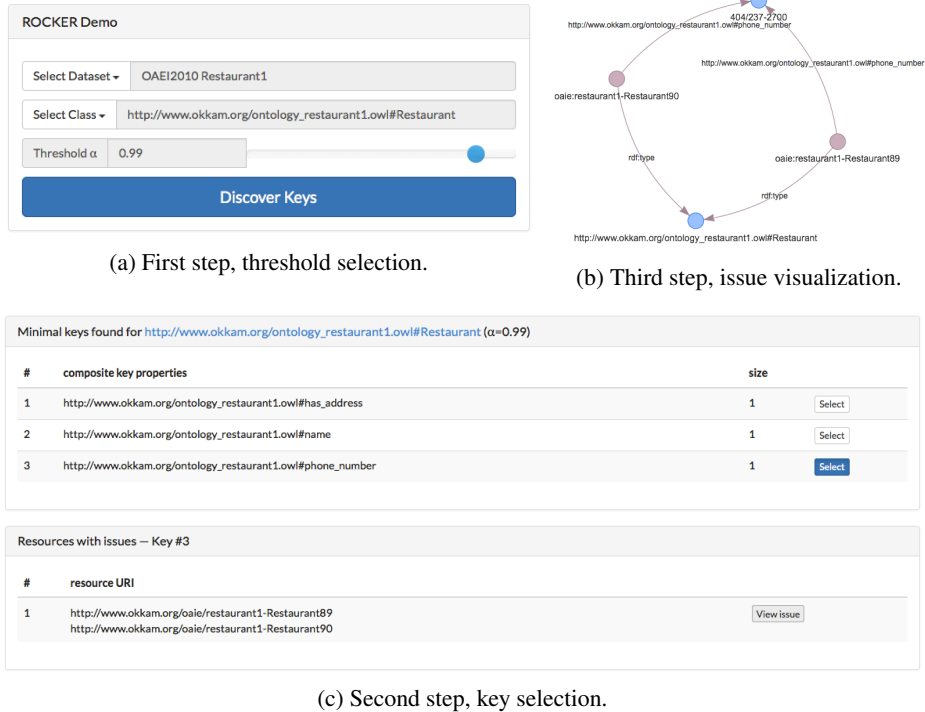 ROCKER Demo
Select Dataset OAEI2010 Restaurant1
Select Class http://www.okkam.org/ontology_restaurant1.owl#Restaurant
Threshold α 0.99
Discover Keys
(a) First step, threshold selection.
404/237-2700
http://www.okkam.org/ontology_restaurant1.owl#phone_number
http://www.okkam.org/ontology_restaurant1.owl#phone_number
oaie:restaurant1-Restaurant90
rdf:type
oaie:restaurant1-Restaurant89
rdf:type
http://www.okkam.org/ontology_restaurant1.owl#Restaurant
(b) Third step, issue visualization.
Minimal keys found for http://www.okkam.org/ontology_restaurant1.owl#Restaurant (α=0.99)
# composite key properties size
1 http://www.okkam.org/ontology_restaurant1.owl#has_address 1 Select
2 http://www.okkam.org/ontology_restaurant1.owl#name 1 Select
3 http://www.okkam.org/ontology_restaurant1.owl#phone_number 1 Select
Resources with issues — Key #3
# resource URI
1 http://www.okkam.org/oaie/restaurant1-Restaurant89 View issue
http://www.okkam.org/oaie/restaurant1-Restaurant90
(c) Second step, key selection.